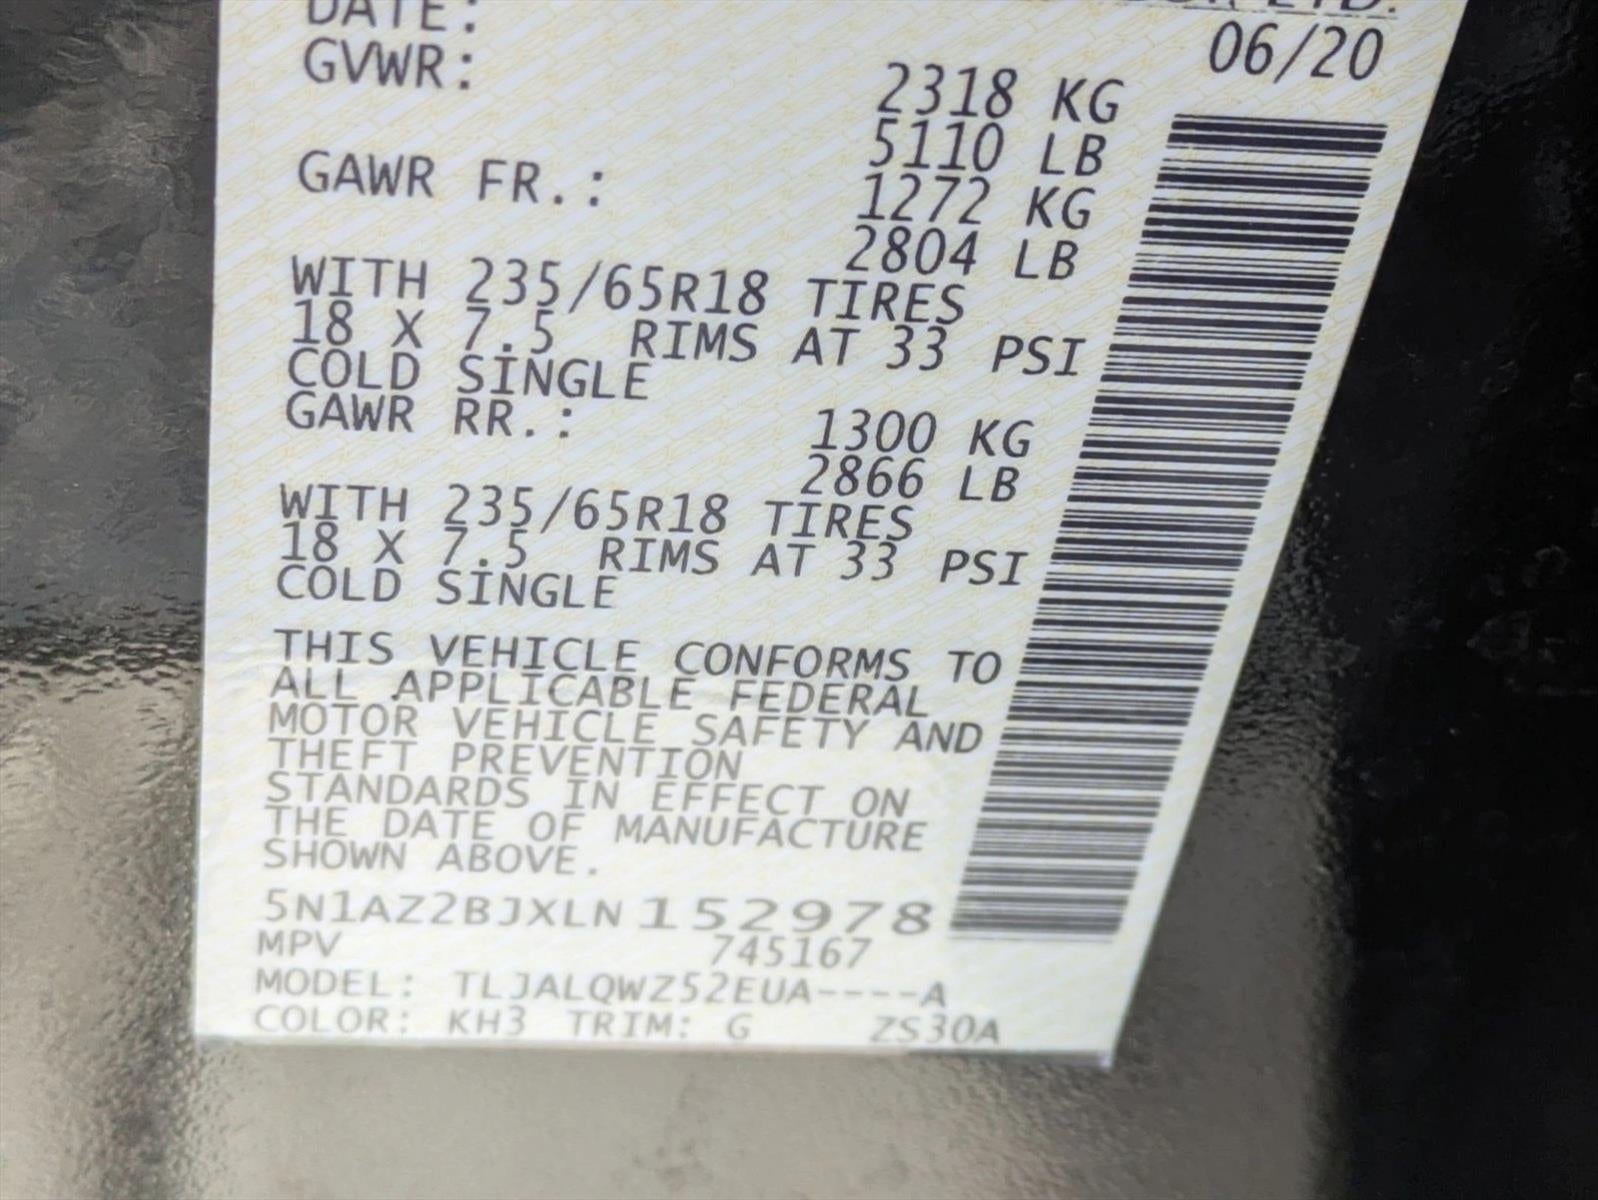 DATE:
06/20
GVWR:
2318 KG
5110 LB
GAWR FR.:
1272 KG
2804 LB
WITH 235/65R18 TIRES
18 X 7.5 RIMS AT 33 PSI
COLD SINGLE
GAWR RR.:
1300 KG
2866 LB
WITH 235/65R18 TIRES
18 X 7.5 RIMS AT 33 PSI
COLD SINGLE
THIS VEHICLE CONFORMS TO
ALL APPLICABLE FEDERAL
MOTOR VEHICLE SAFETY AND
THEFT PREVENTION
STANDARDS IN EFFECT ON
THE DATE OF MANUFACTURE
SHOWN ABOVE.
5N1AZ2BJXLN152978
MPV 745167
MODEL: TLJALQWZ52EUA----A
COLOR: KH3 TRIM: G ZS30A